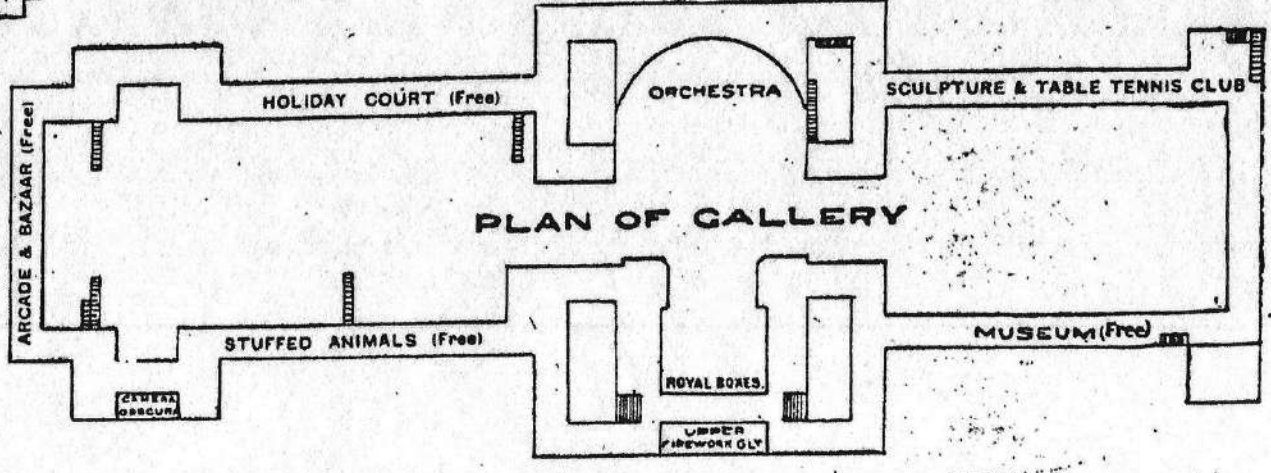 HOLIDAY COURT (Free)
ORCHESTRA
SCULPTURE & TABLE TENNIS CLUB
ARCADE & BAZAAR (Free)
PLAN OF GALLERY
STUFFED ANIMALS (Free)
MUSEUM (Free)
CAMERA
OBSCURA
ROYAL BOXES.
UPPER
FIREWORK GLY